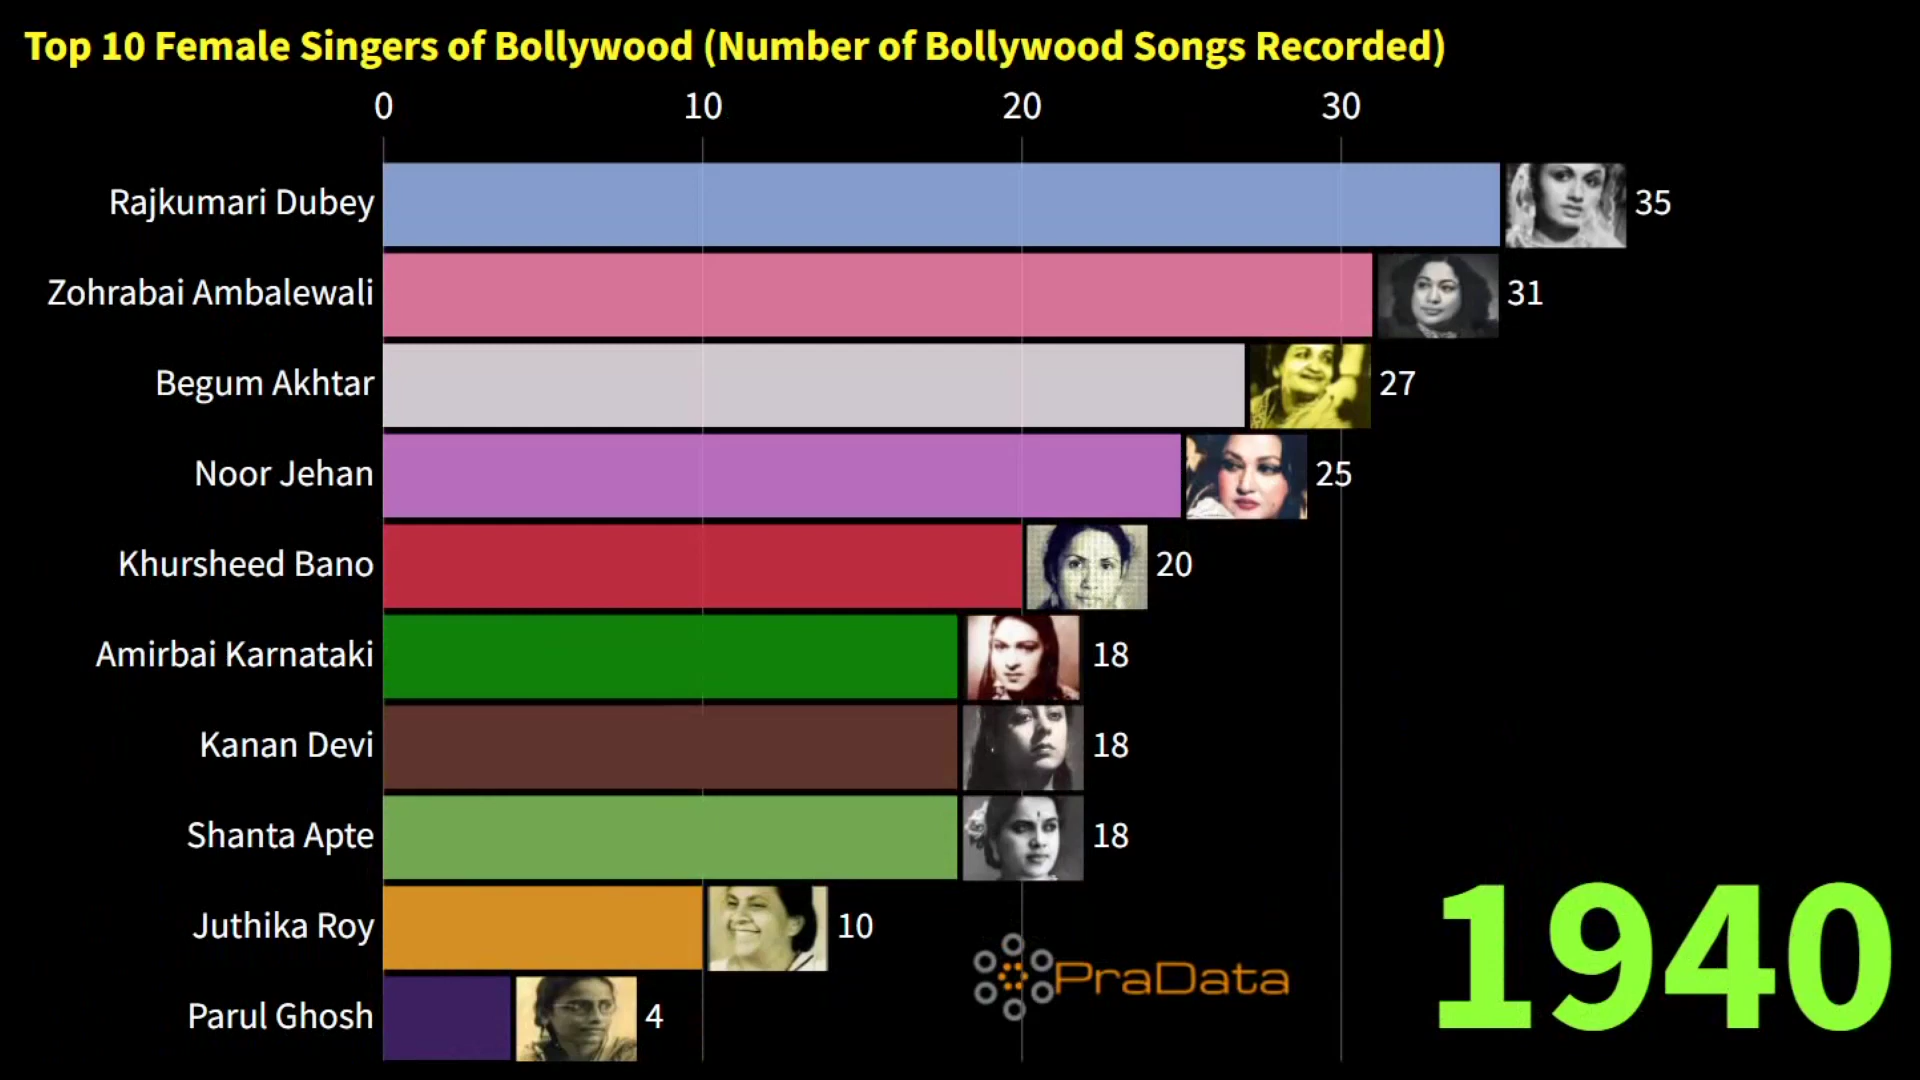 Top 10 Female Singers of Bollywood (Number of Bollywood Songs Recorded)
0 10 20 30
Rajkumari Dubey 35
Zohrabai Ambalewali 31
Begum Akhtar 27
Noor Jehan 25
Khursheed Bano 20
Amirbai Karnataki 18
Kanan Devi 18
Shanta Apte 18
Juthika Roy 10
Parul Ghosh 4
PraData
1940